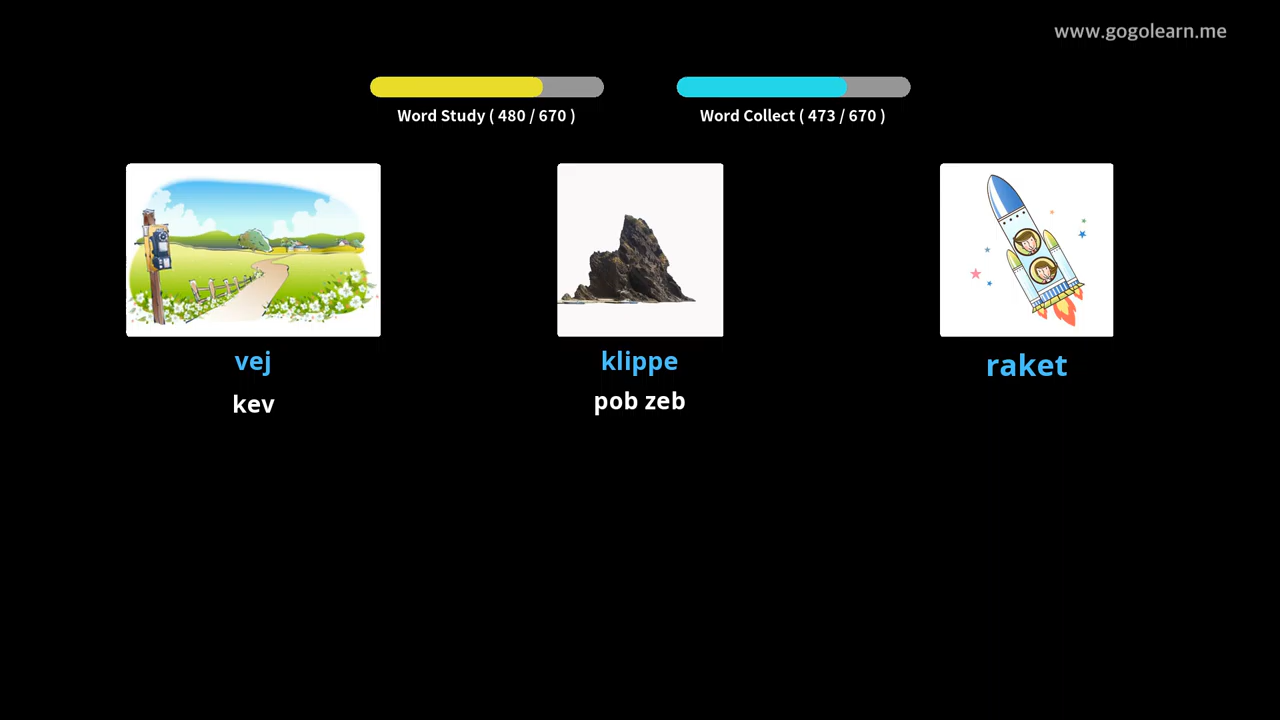 www.gogolearn.me
Word Study ( 480 / 670 )
Word Collect ( 473 / 670 )
vej
kev
klippe
pob zeb
raket